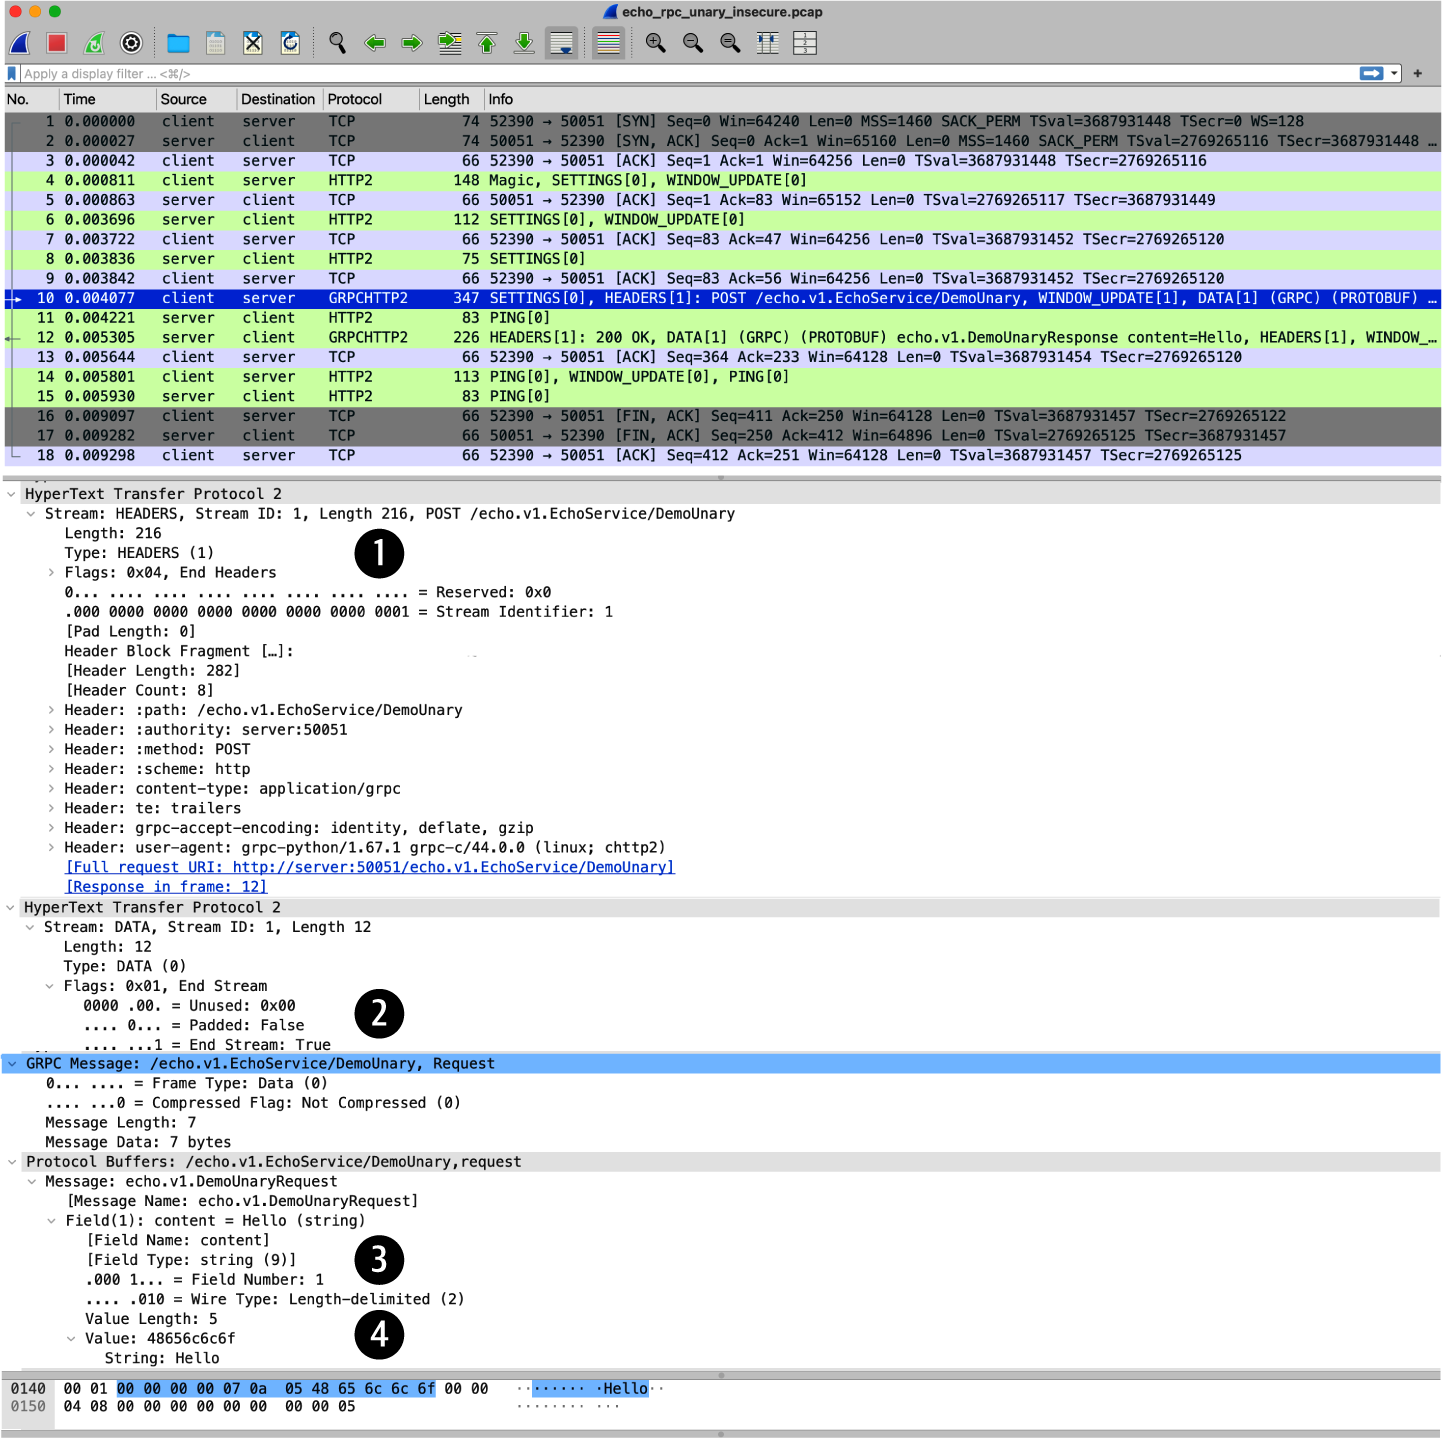 echo_rpc_unary_insecure.pcap
Apply a display filter ... <⌘/>
No. Time Source Destination Protocol Length Info
1 0.000000 client server TCP 74 52390 → 50051 [SYN] Seq=0 Win=64240 Len=0 MSS=1460 SACK_PERM TSval=3687931448 TSecr=0 WS=128
2 0.000027 server client TCP 74 50051 → 52390 [SYN, ACK] Seq=0 Ack=1 Win=65160 Len=0 MSS=1460 SACK_PERM TSval=2769265116 TSecr=3687931448 …
3 0.000042 client server TCP 66 52390 → 50051 [ACK] Seq=1 Ack=1 Win=64256 Len=0 TSval=3687931448 TSecr=2769265116
4 0.000811 client server HTTP2 148 Magic, SETTINGS[0], WINDOW_UPDATE[0]
5 0.000863 server client TCP 66 50051 → 52390 [ACK] Seq=1 Ack=83 Win=65152 Len=0 TSval=2769265117 TSecr=3687931449
6 0.003696 server client HTTP2 112 SETTINGS[0], WINDOW_UPDATE[0]
7 0.003722 client server TCP 66 52390 → 50051 [ACK] Seq=83 Ack=47 Win=64256 Len=0 TSval=3687931452 TSecr=2769265120
8 0.003836 server client HTTP2 75 SETTINGS[0]
9 0.003842 client server TCP 66 52390 → 50051 [ACK] Seq=83 Ack=56 Win=64256 Len=0 TSval=3687931452 TSecr=2769265120
10 0.004077 client server GRPCHTTP2 347 SETTINGS[0], HEADERS[1]: POST /echo.v1.EchoService/DemoUnary, WINDOW_UPDATE[1], DATA[1] (GRPC) (PROTOBUF) …
11 0.004221 server client HTTP2 83 PING[0]
12 0.005305 server client GRPCHTTP2 226 HEADERS[1]: 200 OK, DATA[1] (GRPC) (PROTOBUF) echo.v1.DemoUnaryResponse content=Hello, HEADERS[1], WINDOW_…
13 0.005644 client server TCP 66 52390 → 50051 [ACK] Seq=364 Ack=233 Win=64128 Len=0 TSval=3687931454 TSecr=2769265120
14 0.005801 client server HTTP2 113 PING[0], WINDOW_UPDATE[0], PING[0]
15 0.005930 server client HTTP2 83 PING[0]
16 0.009097 client server TCP 66 52390 → 50051 [FIN, ACK] Seq=411 Ack=250 Win=64128 Len=0 TSval=3687931457 TSecr=2769265122
17 0.009282 server client TCP 66 50051 → 52390 [FIN, ACK] Seq=250 Ack=412 Win=64896 Len=0 TSval=2769265125 TSecr=3687931457
18 0.009298 client server TCP 66 52390 → 50051 [ACK] Seq=412 Ack=251 Win=64128 Len=0 TSval=3687931457 TSecr=2769265125
HyperText Transfer Protocol 2
Stream: HEADERS, Stream ID: 1, Length 216, POST /echo.v1.EchoService/DemoUnary
Length: 216
Type: HEADERS (1)
1
Flags: 0x04, End Headers
0... .... .... .... .... .... .... .... = Reserved: 0x0
.000 0000 0000 0000 0000 0000 0000 0001 = Stream Identifier: 1
[Pad Length: 0]
Header Block Fragment […]:
[Header Length: 282]
[Header Count: 8]
Header: :path: /echo.v1.EchoService/DemoUnary
Header: :authority: server:50051
Header: :method: POST
Header: :scheme: http
Header: content-type: application/grpc
Header: te: trailers
Header: grpc-accept-encoding: identity, deflate, gzip
Header: user-agent: grpc-python/1.67.1 grpc-c/44.0.0 (linux; chttp2)
[Full request URI: http://server:50051/echo.v1.EchoService/DemoUnary]
[Response in frame: 12]
HyperText Transfer Protocol 2
Stream: DATA, Stream ID: 1, Length 12
Length: 12
Type: DATA (0)
Flags: 0x01, End Stream
0000 .00. = Unused: 0x00
2
.... 0... = Padded: False
.... ...1 = End Stream: True
GRPC Message: /echo.v1.EchoService/DemoUnary, Request
0... .... = Frame Type: Data (0)
.... ...0 = Compressed Flag: Not Compressed (0)
Message Length: 7
Message Data: 7 bytes
Protocol Buffers: /echo.v1.EchoService/DemoUnary,request
Message: echo.v1.DemoUnaryRequest
[Message Name: echo.v1.DemoUnaryRequest]
Field(1): content = Hello (string)
[Field Name: content]
[Field Type: string (9)]
3
.000 1... = Field Number: 1
.... .010 = Wire Type: Length-delimited (2)
Value Length: 5
Value: 48656c6c6f
4
String: Hello
0140 00 01 00 00 00 00 07 0a 05 48 65 6c 6c 6f 00 00 ········ ·Hello··
0150 04 08 00 00 00 00 00 00 00 00 05 ········ ···